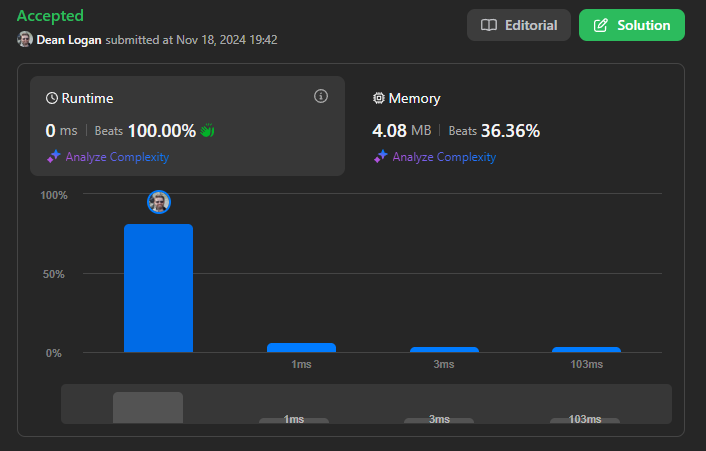 Accepted
Dean Logan submitted at Nov 18, 2024 19:42
Editorial
Solution
Runtime
0 ms Beats 100.00%
Analyze Complexity
Memory
4.08 MB Beats 36.36%
Analyze Complexity
100%
50%
0%
1ms 3ms 103ms
1ms 3ms 103ms